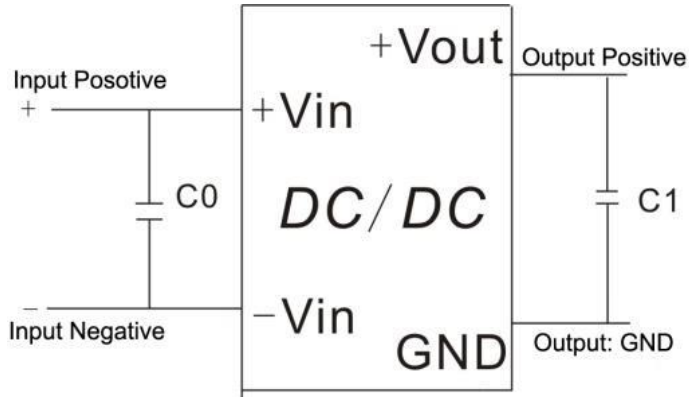 +Vout
Output Positive
Input Posotive
+
+Vin
C0
DC/DC
C1
−
−Vin
Input Negative
GND
Output: GND